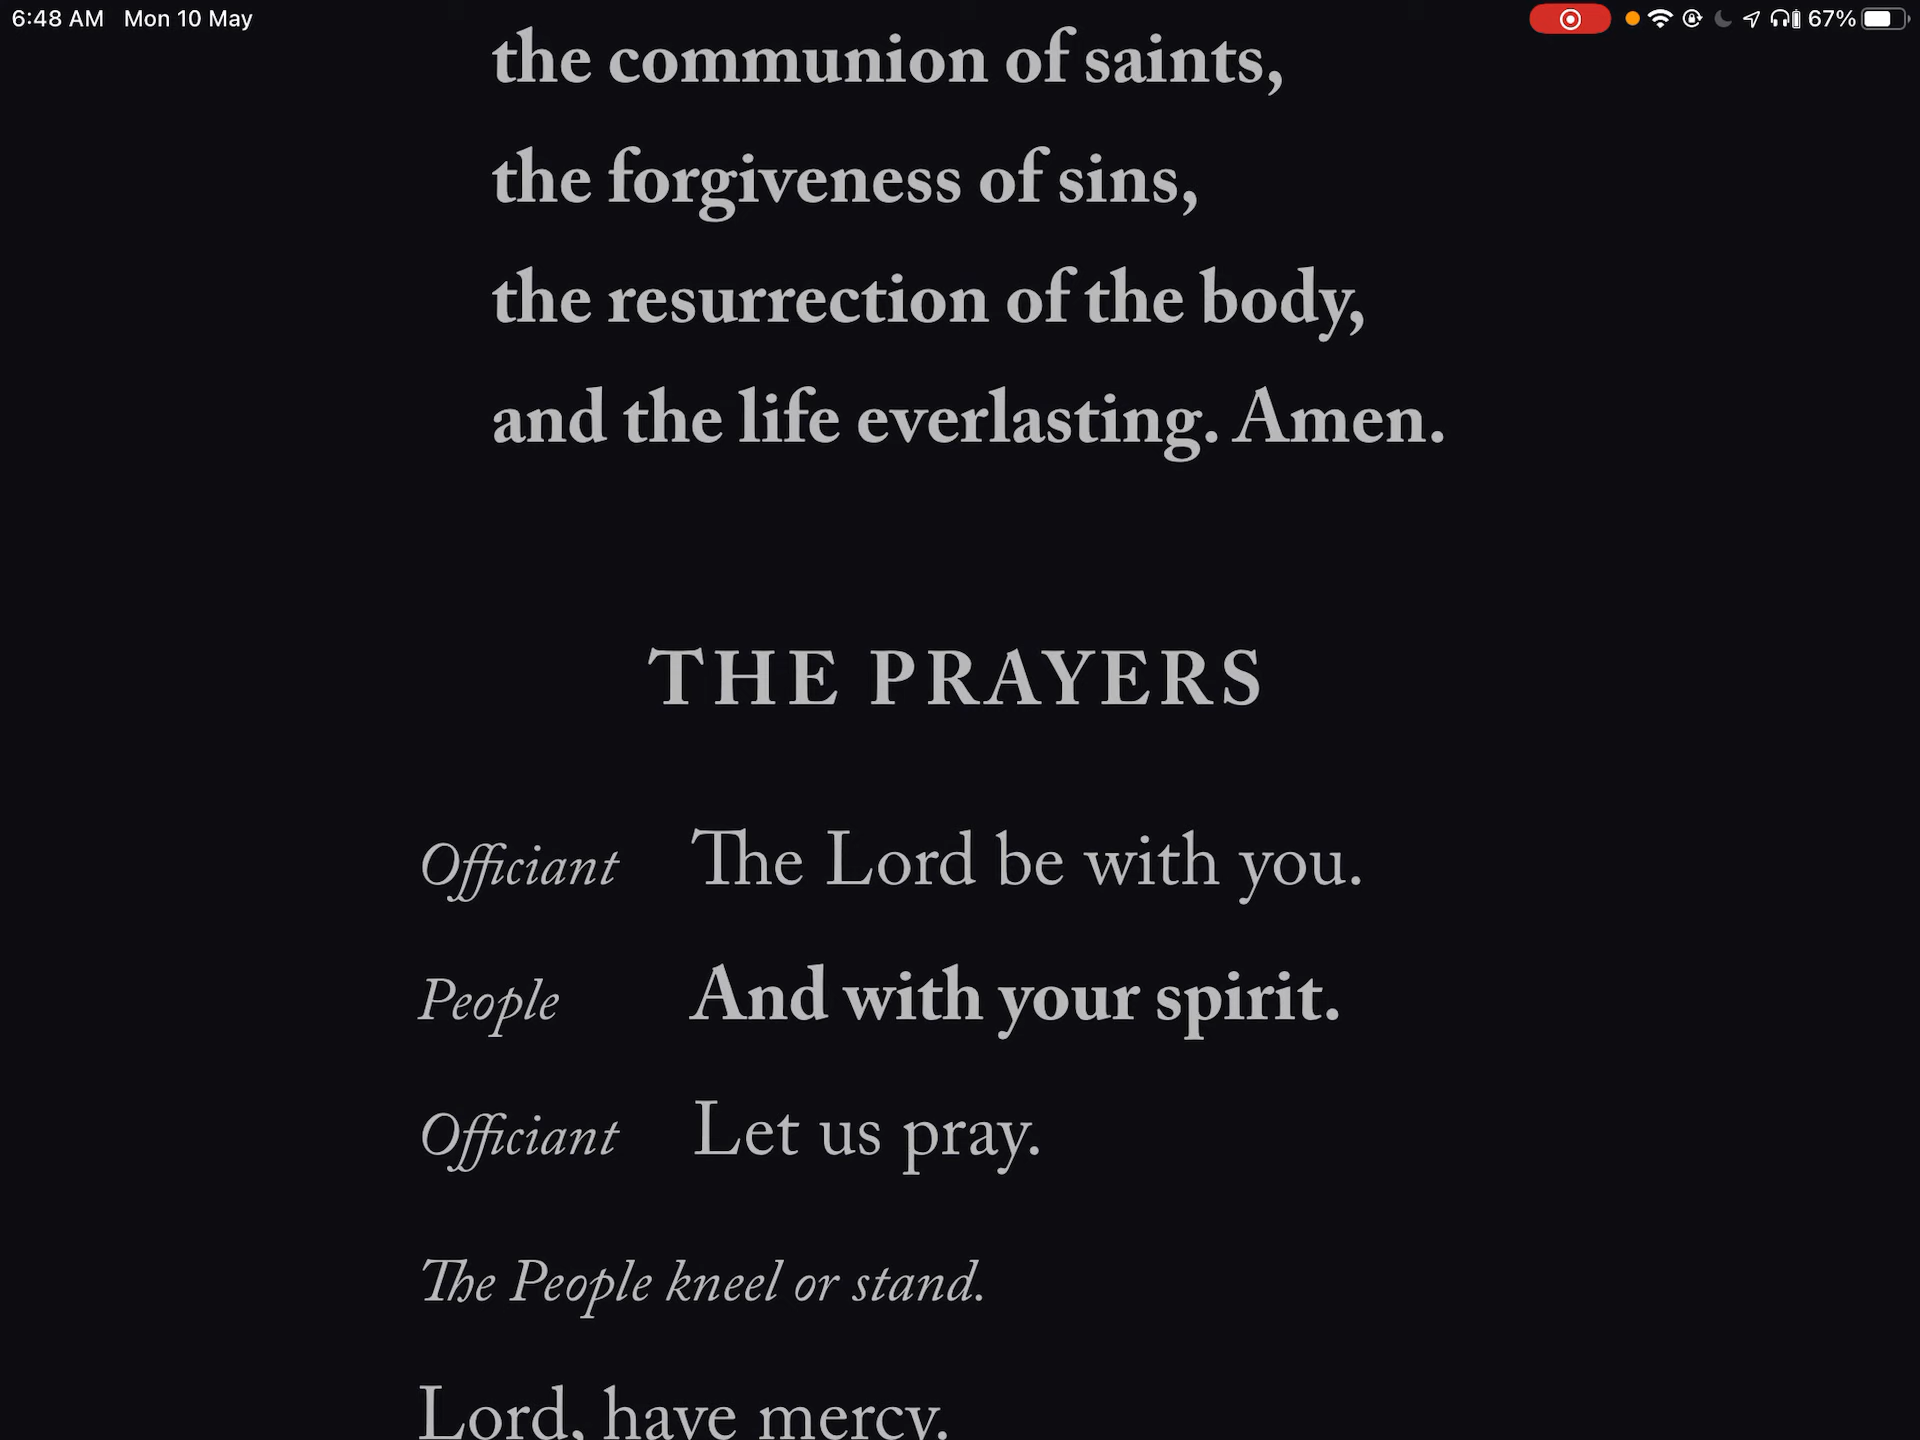 6:48 AM Mon 10 May 67%
the communion of saints,
the forgiveness of sins,
the resurrection of the body,
and the life everlasting. Amen.
THE PRAYERS
Officiant The Lord be with you.
People And with your spirit.
Officiant Let us pray.
The People kneel or stand.
Lord, have mercy.